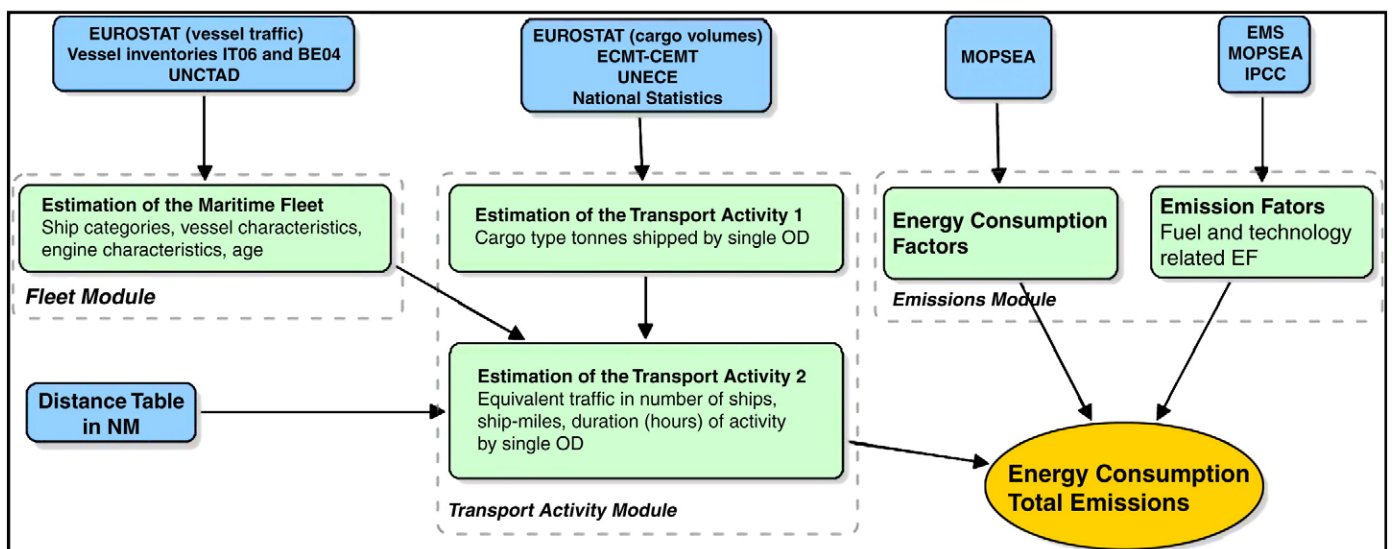 EUROSTAT (vessel traffic)
Vessel inventories IT06 and BE04
UNCTAD
EUROSTAT (cargo volumes)
ECMT-CEMT
UNECE
National Statistics
MOPSEA
EMS
MOPSEA
IPCC
Estimation of the Maritime Fleet
Ship categories, vessel characteristics,
engine characteristics, age
Fleet Module
Estimation of the Transport Activity 1
Cargo type tonnes shipped by single OD
Energy Consumption
Factors
Emission Fators
Fuel and technology
related EF
Emissions Module
Distance Table
in NM
Estimation of the Transport Activity 2
Equivalent traffic in number of ships,
ship-miles, duration (hours) of activity
by single OD
Transport Activity Module
Energy Consumption
Total Emissions